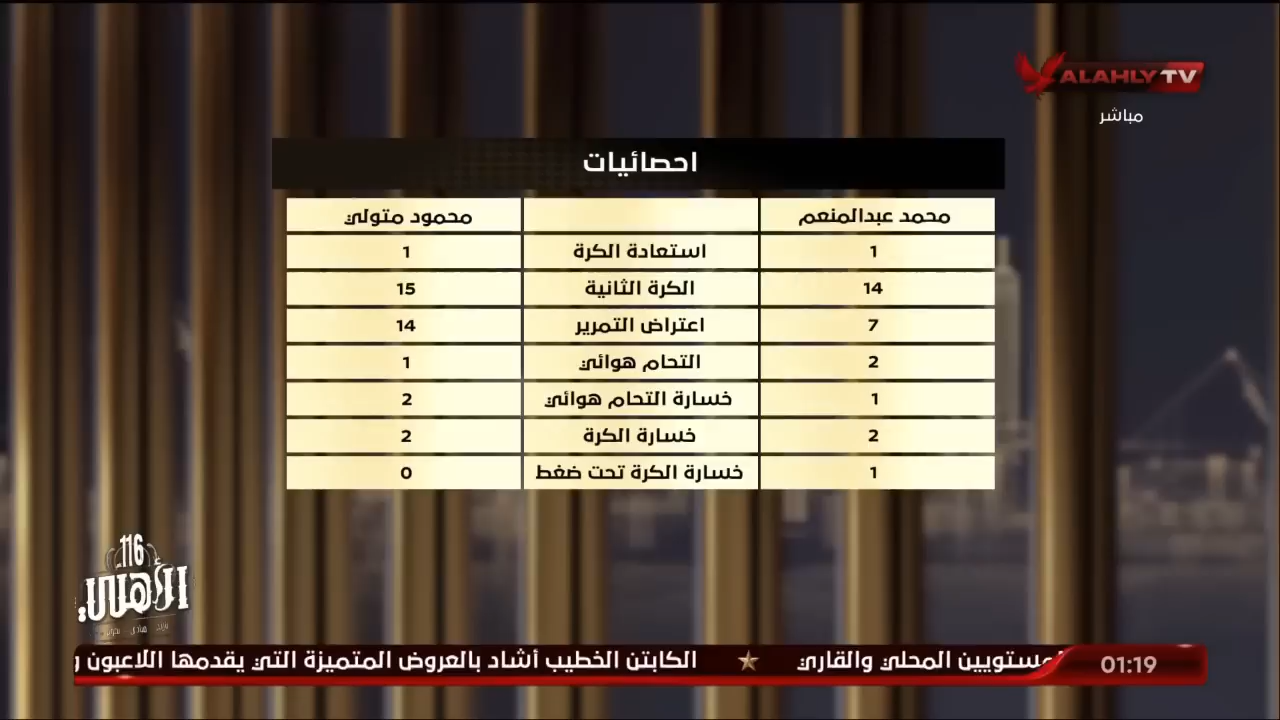 ALAHLY TV
مباشر
احصائيات
محمد عبدالمنعم محمود متولي
1 استعادة الكرة 1
14 الكرة الثانية 15
7 اعتراض التمرير 14
2 التحام هوائي 1
1 خسارة التحام هوائي 2
2 خسارة الكرة 2
1 خسارة الكرة تحت ضغط 0
116
الأهلي
01:19 لمستويين المحلي والقاري ★ الكابتن الخطيب أشاد بالعروض المتميزة التي يقدمها اللاعبون و